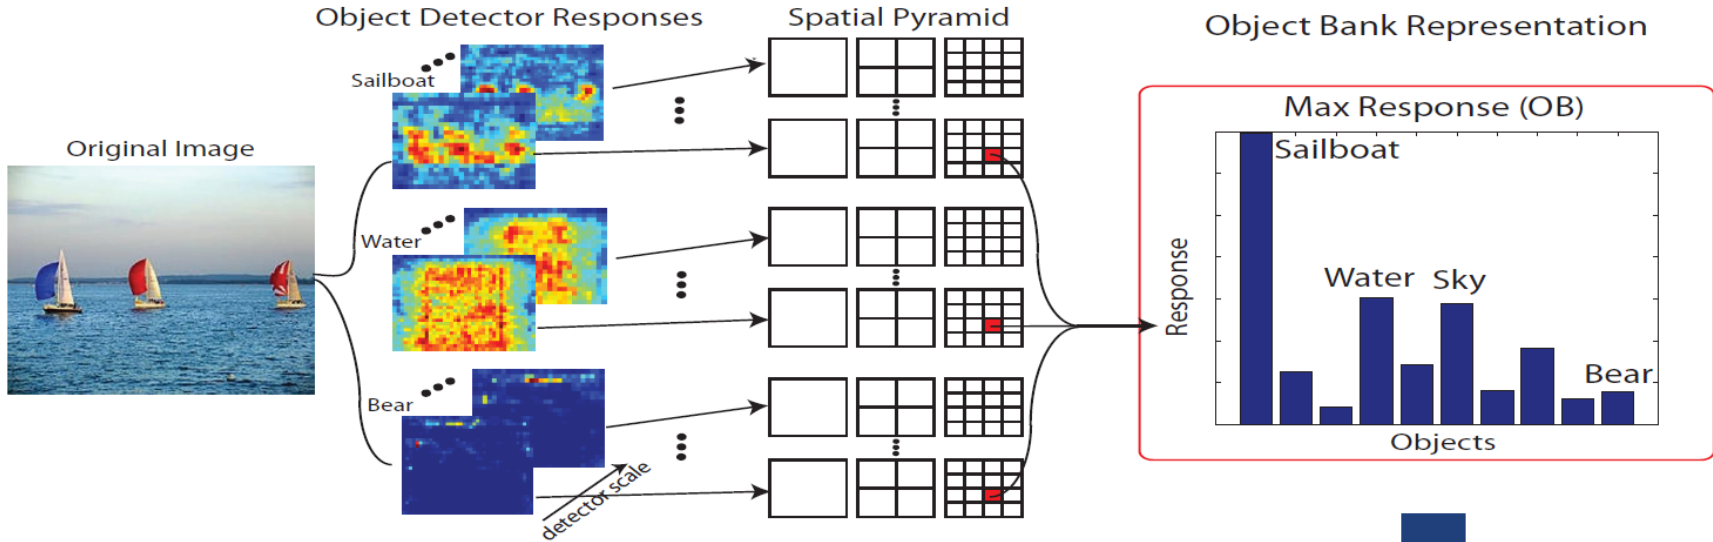 Object Detector Responses
Spatial Pyramid
Object Bank Representation
Original Image
Sailboat
Water
Bear
detector scale
Max Response (OB)
Sailboat
Water
Sky
Bear
Response
Objects